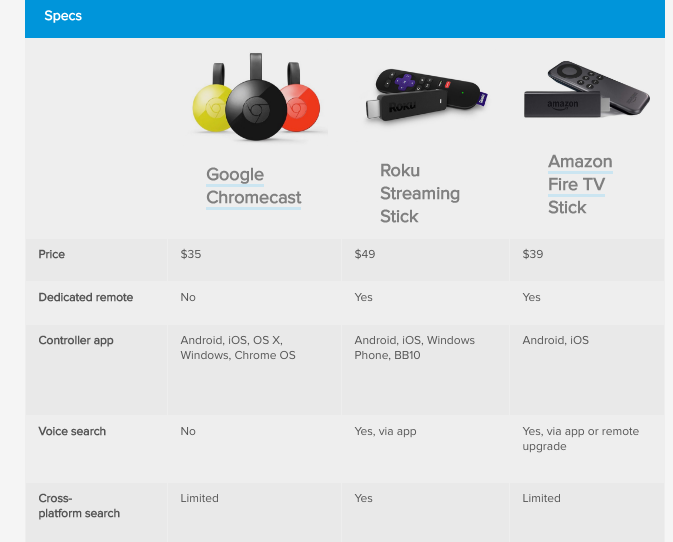 Specs
ROKU
amazon
Google
Chromecast
Roku
Streaming
Stick
Amazon
Fire TV
Stick
Price
$35
$49
$39
Dedicated remote
No
Yes
Yes
Controller app
Android, iOS, OS X,
Windows, Chrome OS
Android, iOS, Windows
Phone, BB10
Android, iOS
Voice search
No
Yes, via app
Yes, via app or remote
upgrade
Cross-
platform search
Limited
Yes
Limited